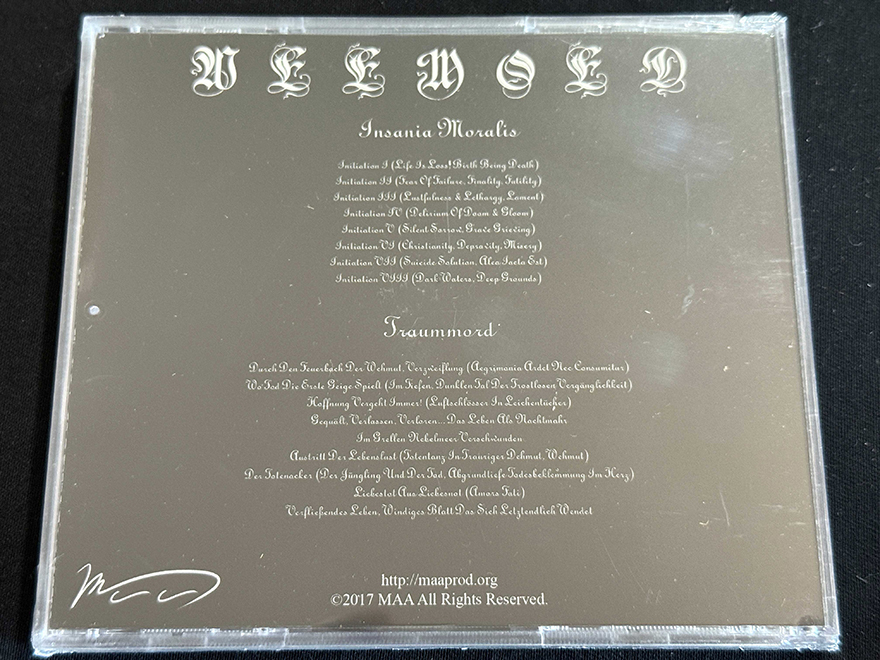 WEEMOED
Insania Moralis
Initiation I (Life Is Loss! Birth Being Death)
Initiation II (Fear Of Failure, Finality, Futility)
Initiation III (Lustfulness & Lethargy, Lament)
Initiation IV (Delirium Of Doom & Gloom)
Initiation V (Silent Sorrow, Grave Grieving)
Initiation VI (Christianity, Depravity, Misery)
Initiation VII (Suicide Solution, Alea Iacta Est)
Initiation VIII (Dark Waters, Deep Grounds)
Traummord
Durch Den Feuerbach Der Wehmut, Verzweiflung (Aegrimania Ardet Nec Consumitur)
Wo Tod Die Erste Geige Spielt (Im Tiefen, Dunklen Tal Der Trostlosen Vergänglichkeit)
Hoffnung Vergeht Immer! (Luftschlösser In Leichentücher)
Gequält, Verlassen, Verloren... Das Leben Als Nachtmahr
Im Grellen Nebelmeer Verschwunden
Austritt Der Lebenslust (Totentanz In Trauriger Demut, Wehmut)
Der Totenacker (Der Jüngling Und Der Tod, Abgrundtiefe Todesbeklemmung Im Herz)
Liebestot Aus Liebesnot (Amors Tati)
Verfließendes Leben, Windiges Blatt Das Sich Letztendlich Wendet
http://maaprod.org
©2017 MAA All Rights Reserved.